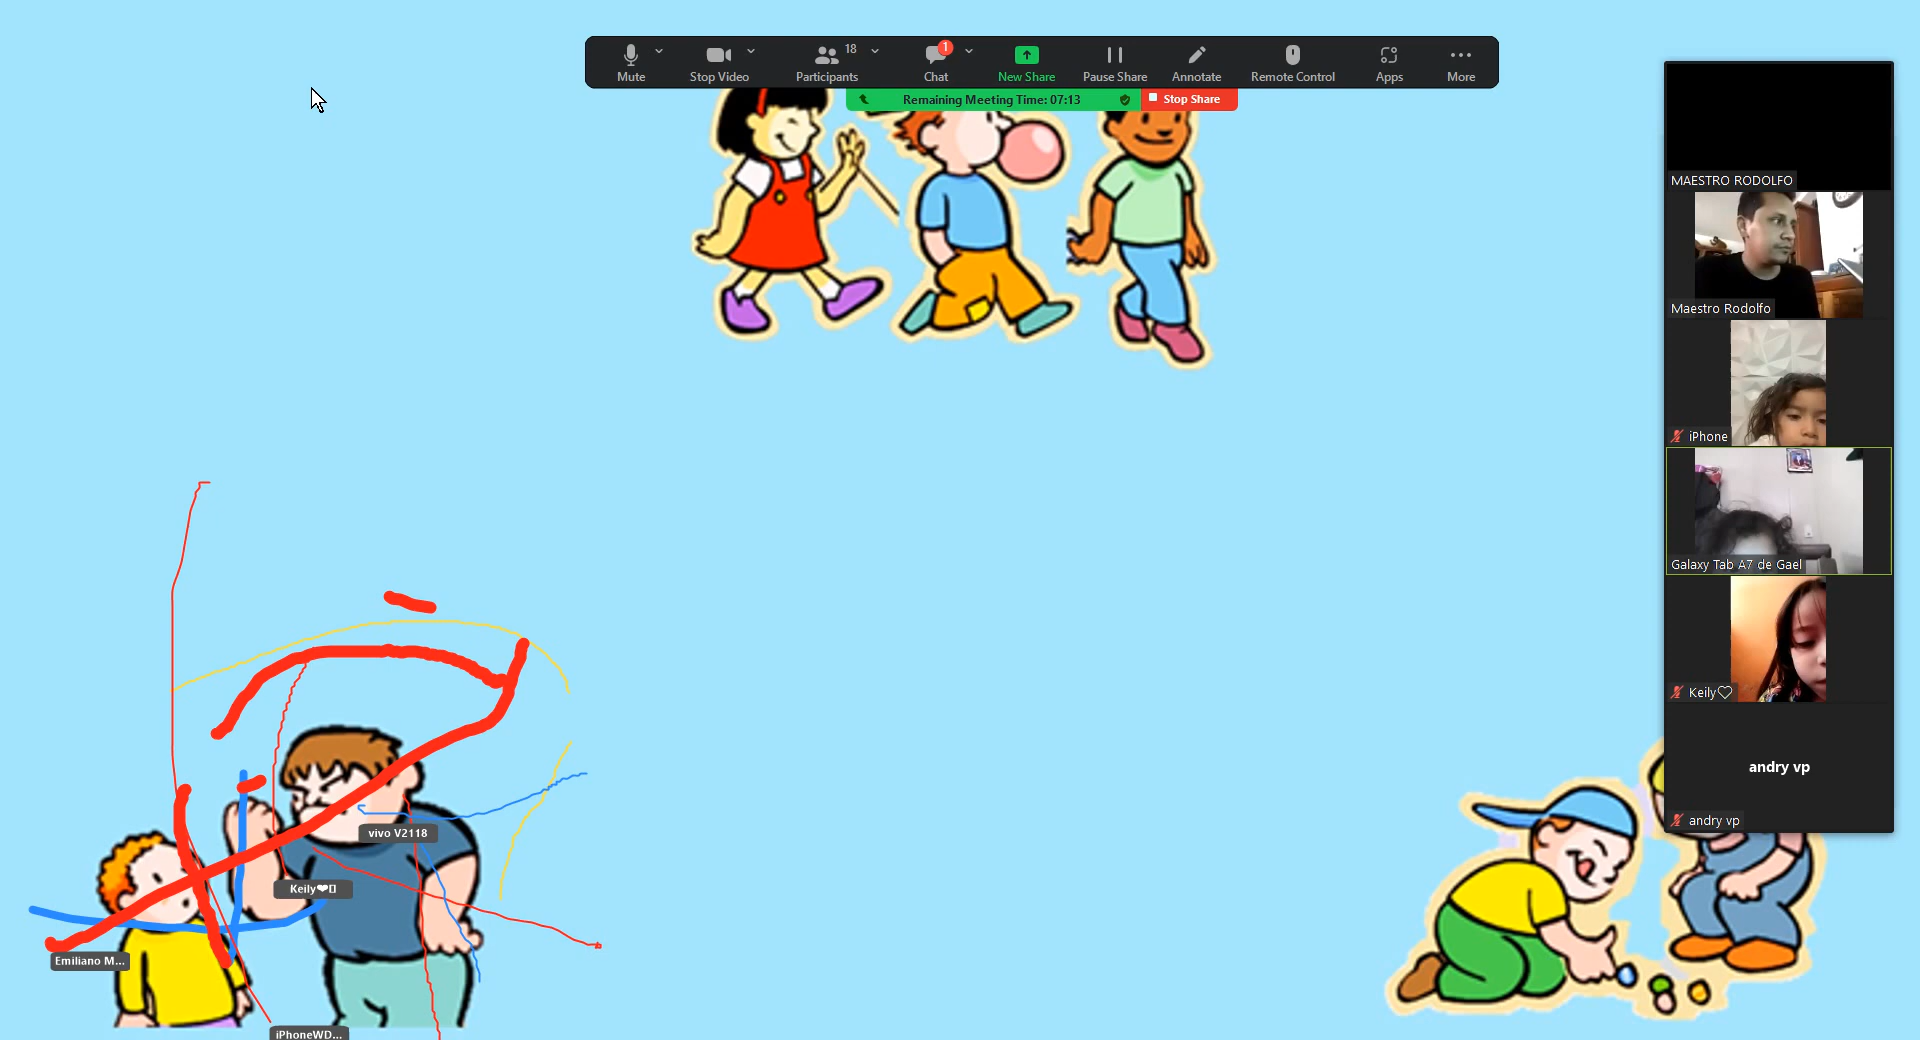 18
1
Mute
Stop Video
Participants
Chat
New Share
Pause Share
Annotate
Remote Control
Apps
More
Remaining Meeting Time: 07:13
Stop Share
MAESTRO RODOLFO
Maestro Rodolfo
iPhone
Galaxy Tab A7 de Gael
Keily♡
andry vp
andry vp
vivo V2118
Keily❤▯
Emiliano M...
iPhoneWD...